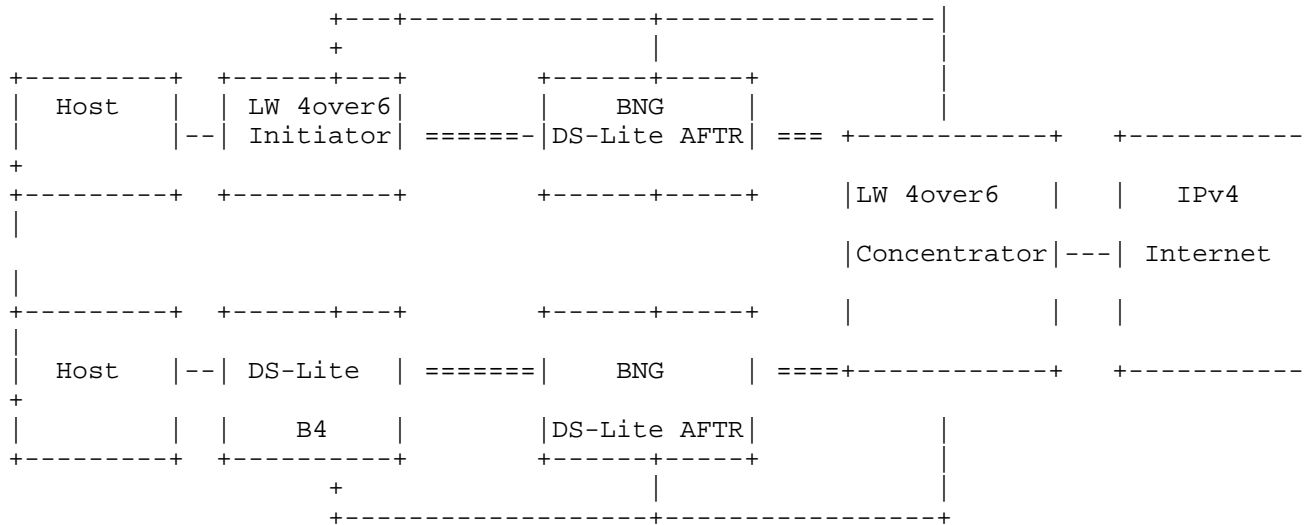 Host LW 4over6 BNG
Initiator DS-Lite AFTR
LW 4over6 IPv4
Concentrator Internet
Host DS-Lite BNG
B4 DS-Lite AFTR